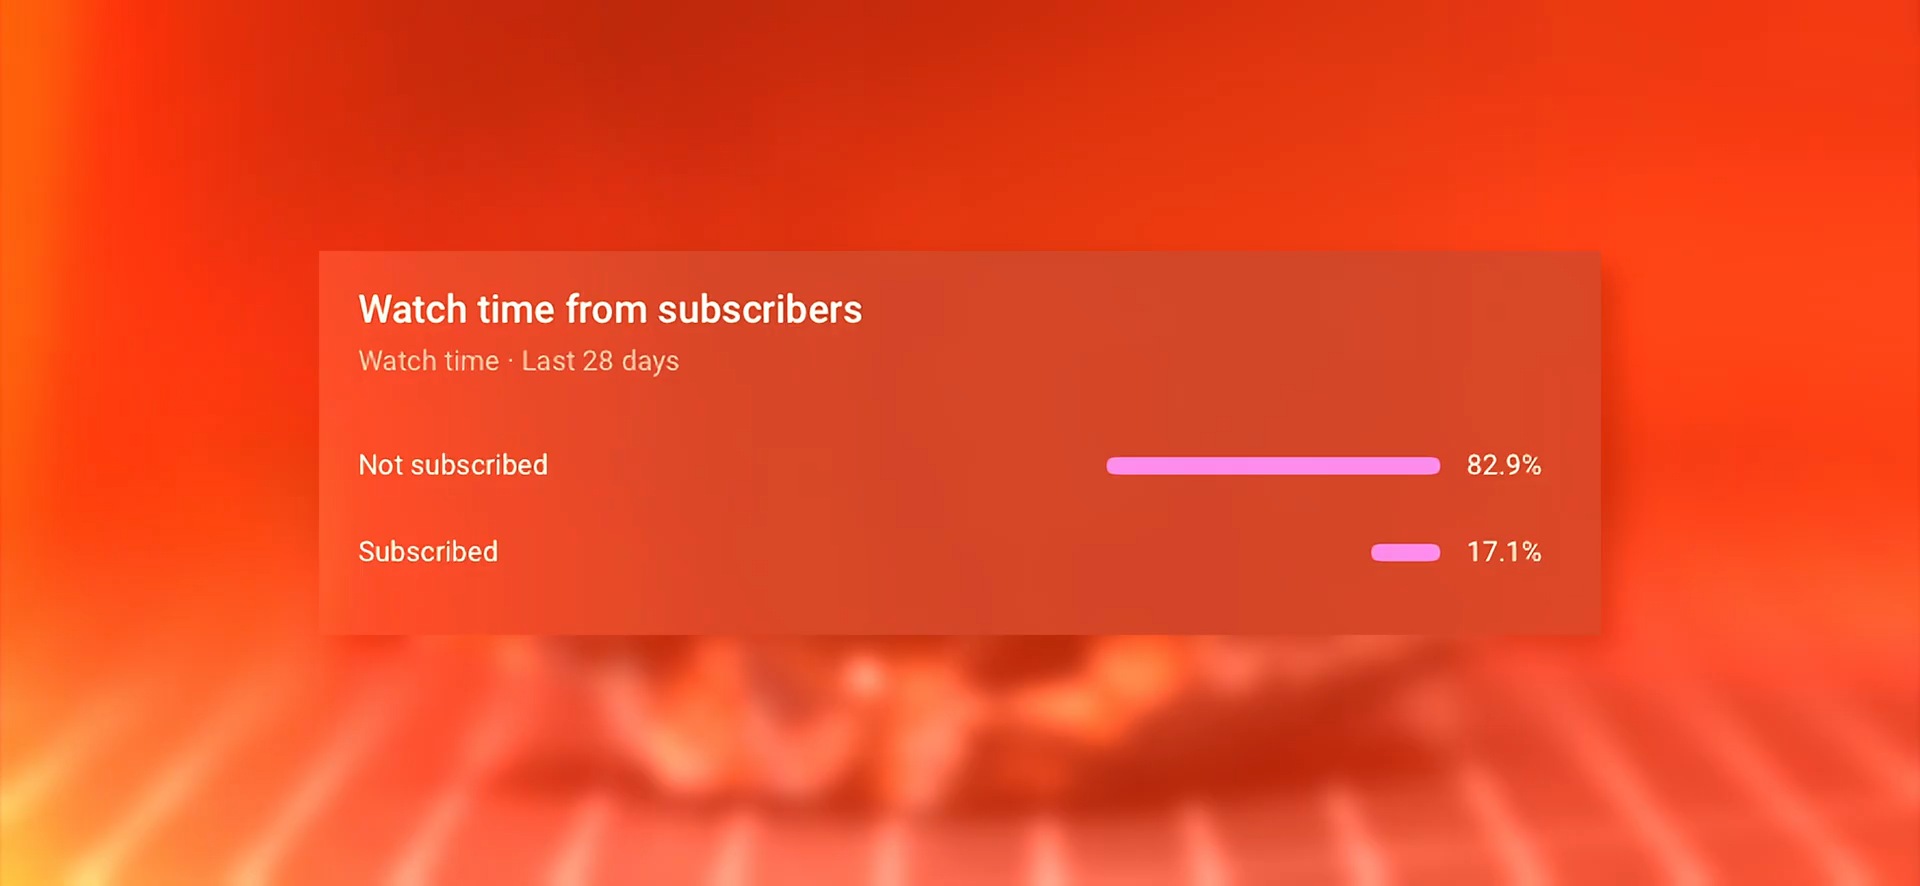 Watch time from subscribers
Watch time · Last 28 days
Not subscribed 82.9%
Subscribed 17.1%